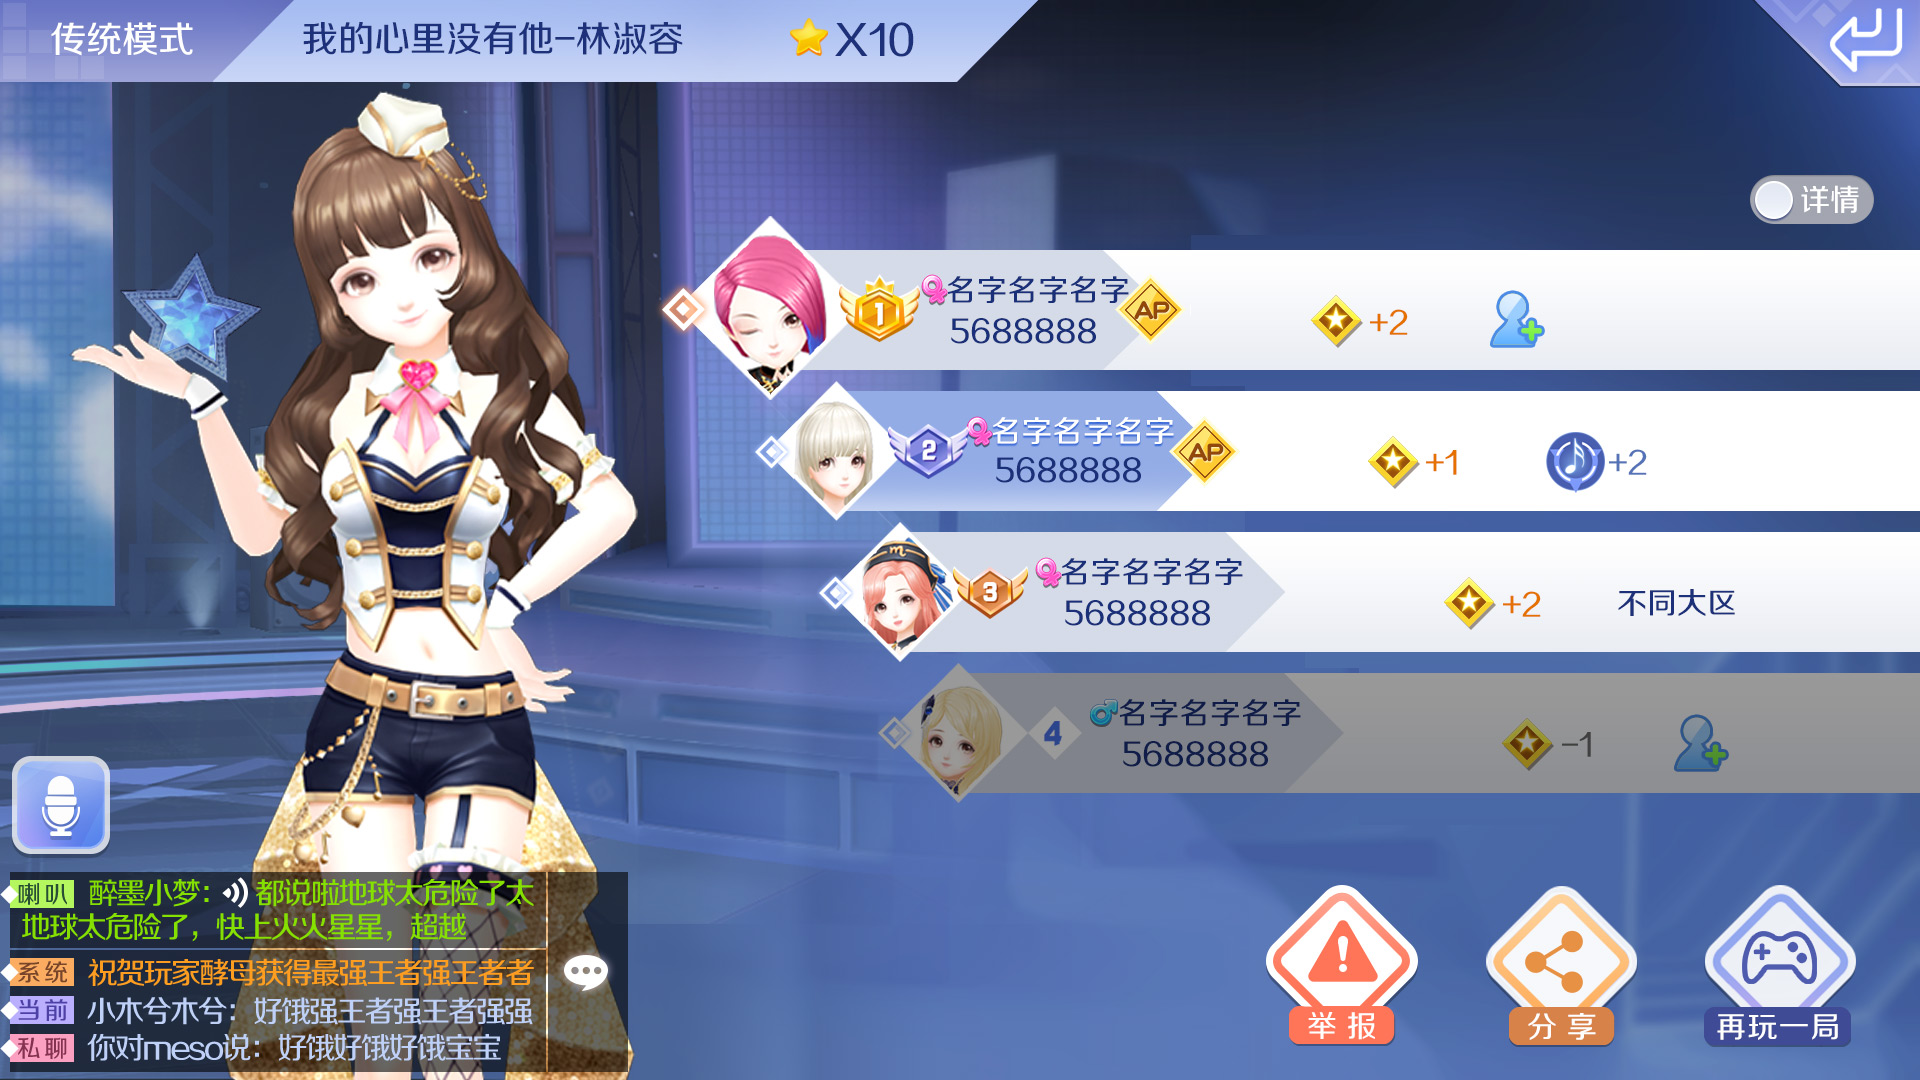 传统模式
我的心里没有他-林淑容
X10
详情
1
名字名字名字
5688888
AP
+2
2
名字名字名字
5688888
AP
+1
+2
m
3
名字名字名字
5688888
+2
不同大区
4
名字名字名字
5688888
-1
喇叭 醉墨小梦：都说啦地球太危险了太
地球太危险了，快上火火星星，超越
系统 祝贺玩家酵母获得最强王者强王者者
当前 小木兮木兮：好饿强王者强王者强强
私聊 你对meso说：好饿好饿好饿宝宝
举报
分享
再玩一局